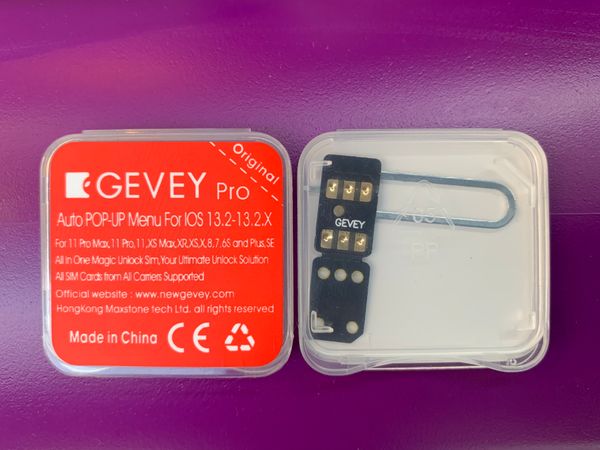 Original
GEVEY Pro
Auto POP-UP Menu For IOS 13.2-13.2.X
For 11 Pro Max,11 Pro,11,XS Max,XR,XS,X,8,7,6S and Plus,SE
All in One Magic Unlock Sim,Your Ultimate Unlock Solution
All SIM Cards from All Carriers Supported
Official website : www.newgevey.com
HongKong Maxstone tech Ltd. all rights reserved
Made in China CE
GEVEY
05
PP